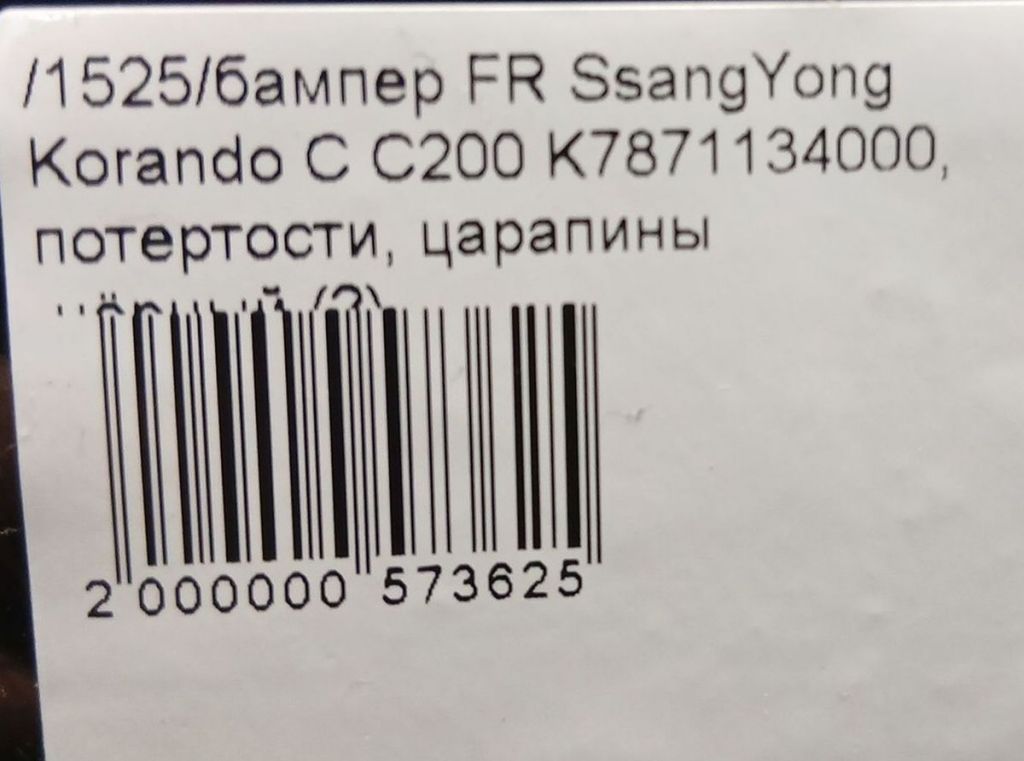 /1525/бампер FR SsangYong
Korando C C200 K7871134000,
потертости, царапины
2 000000 573625